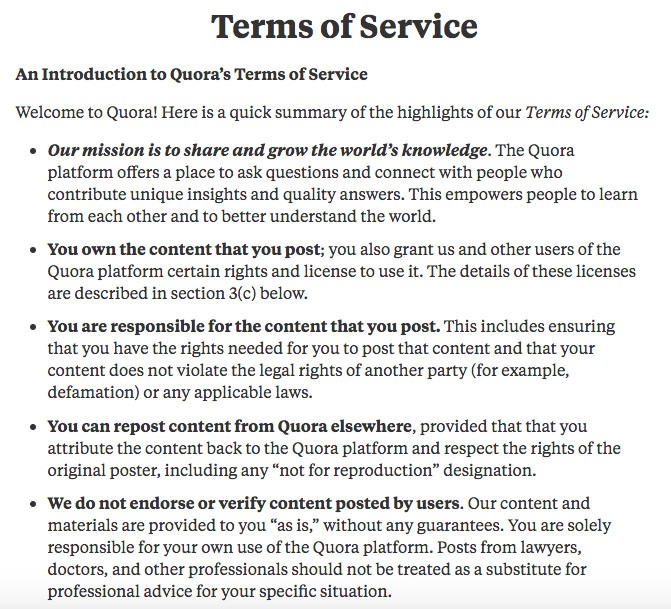 Terms of Service
An Introduction to Quora's Terms of Service
Welcome to Quora! Here is a quick summary of the highlights of our Terms of Service:
• Our mission is to share and grow the world's knowledge. The Quora
platform offers a place to ask questions and connect with people who
contribute unique insights and quality answers. This empowers people to learn
from each other and to better understand the world.
• You own the content that you post; you also grant us and other users of the
Quora platform certain rights and license to use it. The details of these licenses
are described in section 3(c) below.
• You are responsible for the content that you post. This includes ensuring
that you have the rights needed for you to post that content and that your
content does not violate the legal rights of another party (for example,
defamation) or any applicable laws.
• You can repost content from Quora elsewhere, provided that that you
attribute the content back to the Quora platform and respect the rights of the
original poster, including any “not for reproduction” designation.
• We do not endorse or verify content posted by users. Our content and
materials are provided to you “as is,” without any guarantees. You are solely
responsible for your own use of the Quora platform. Posts from lawyers,
doctors, and other professionals should not be treated as a substitute for
professional advice for your specific situation.